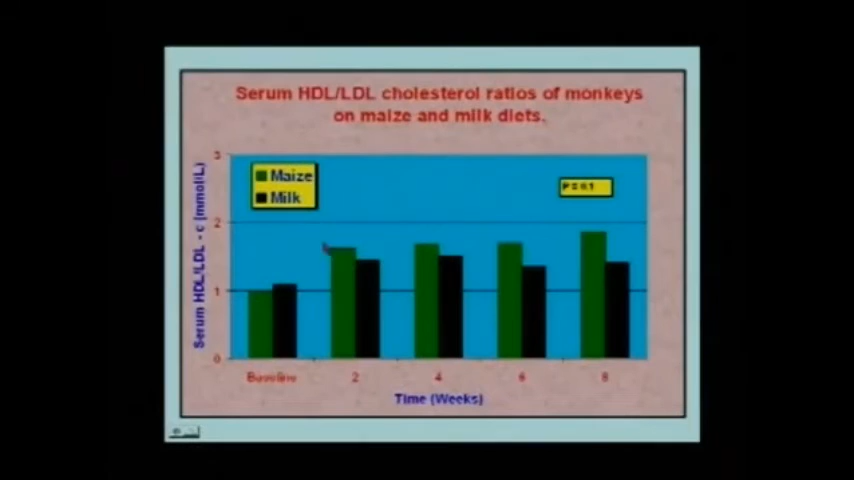 Serum HDL/LDL cholesterol ratios of monkeys
on maize and milk diets.
Serum HDL/LDL - c (mmol/L)
3
2
1
0
Maize
Milk
Baseline
2
4
6
8
Time (Weeks)